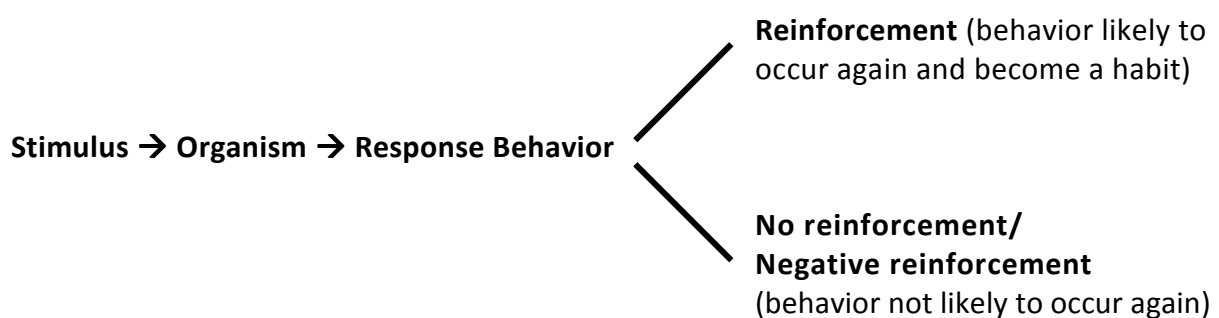 Reinforcement (behavior likely to
occur again and become a habit)
Stimulus → Organism → Response Behavior
No reinforcement/
Negative reinforcement
(behavior not likely to occur again)